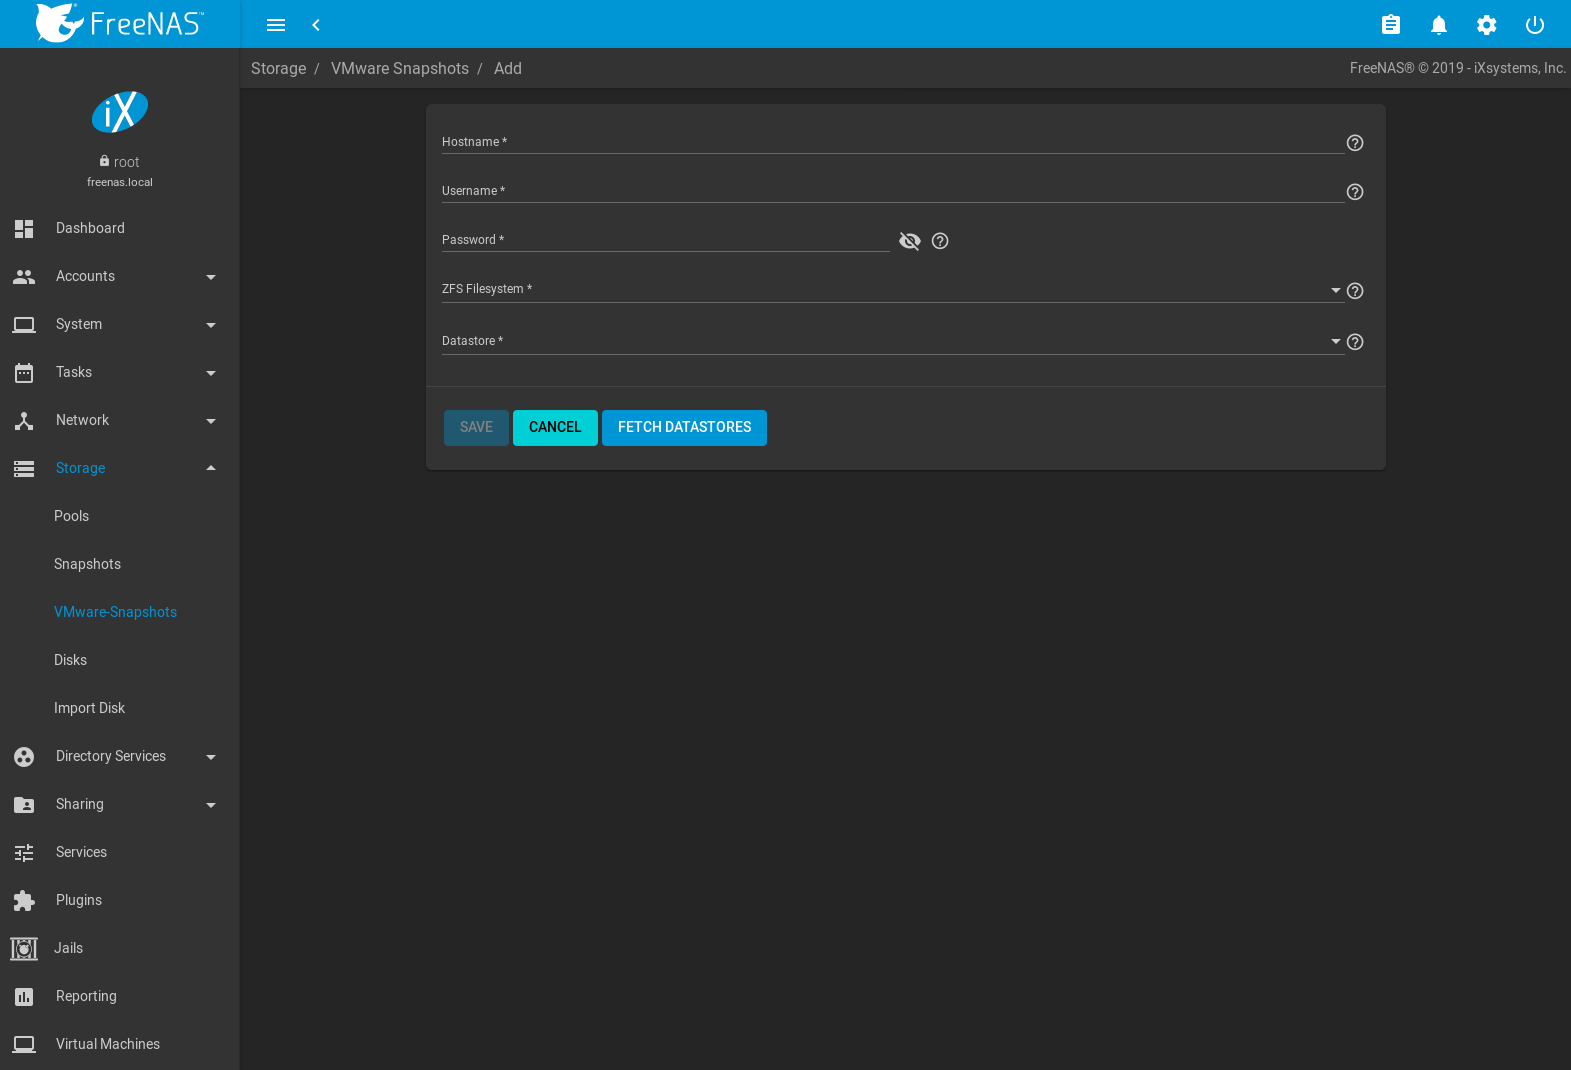 FreeNAS™
Storage / VMware Snapshots / Add
FreeNAS® © 2019 - iXsystems, Inc.
iX
root
freenas.local
Dashboard
Accounts
System
Tasks
Network
Storage
Pools
Snapshots
VMware-Snapshots
Disks
Import Disk
Directory Services
Sharing
Services
Plugins
Jails
Reporting
Virtual Machines
Hostname *
Username *
Password *
ZFS Filesystem *
Datastore *
SAVE CANCEL FETCH DATASTORES